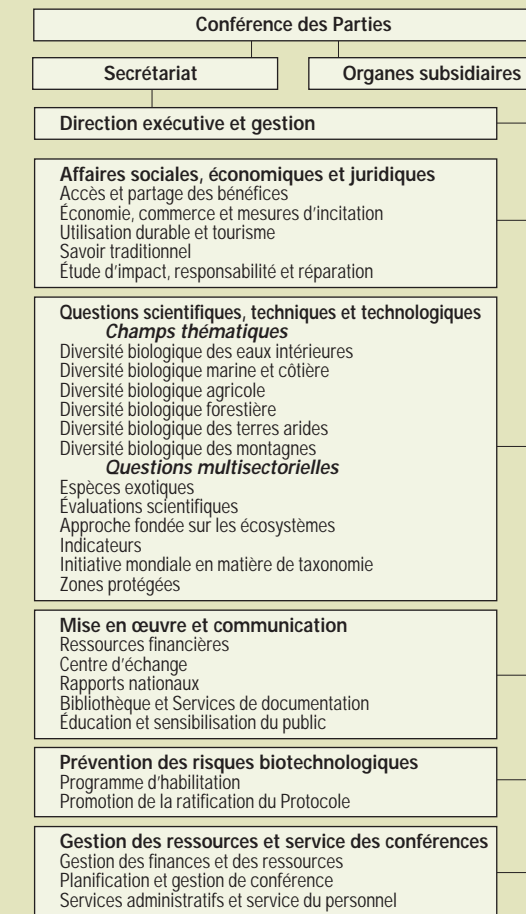 Conférence des Parties
Secrétariat
Organes subsidiaires
Direction exécutive et gestion
Affaires sociales, économiques et juridiques
Accès et partage des bénéfices
Économie, commerce et mesures d'incitation
Utilisation durable et tourisme
Savoir traditionnel
Étude d'impact, responsabilité et réparation
Questions scientifiques, techniques et technologiques
Champs thématiques
Diversité biologique des eaux intérieures
Diversité biologique marine et côtière
Diversité biologique agricole
Diversité biologique forestière
Diversité biologique des terres arides
Diversité biologique des montagnes
Questions multisectorielles
Espèces exotiques
Évaluations scientifiques
Approche fondée sur les écosystèmes
Indicateurs
Initiative mondiale en matière de taxonomie
Zones protégées
Mise en œuvre et communication
Ressources financières
Centre d'échange
Rapports nationaux
Bibliothèque et Services de documentation
Éducation et sensibilisation du public
Prévention des risques biotechnologiques
Programme d'habilitation
Promotion de la ratification du Protocole
Gestion des ressources et service des conférences
Gestion des finances et des ressources
Planification et gestion de conférence
Services administratifs et service du personnel